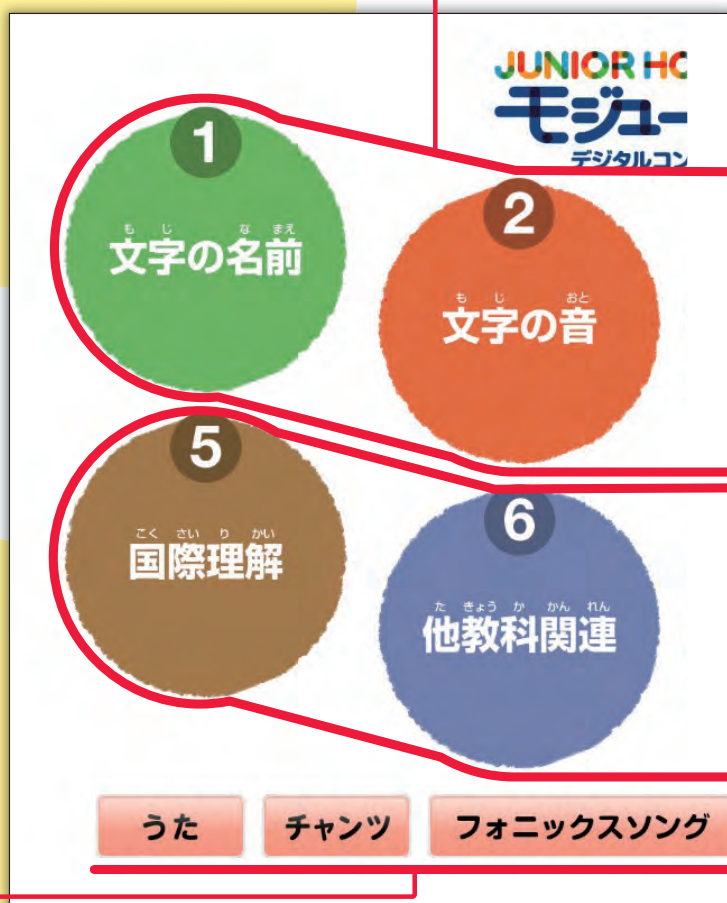 JUNIOR HO
モジュー
デジタルコン
1
もじ な まえ
文字の名前
2
もじ おと
文字の音
5
こく さい り かい
国際理解
6
た きょう か かん れん
他教科関連
うた
チャンツ
フォニックスソング